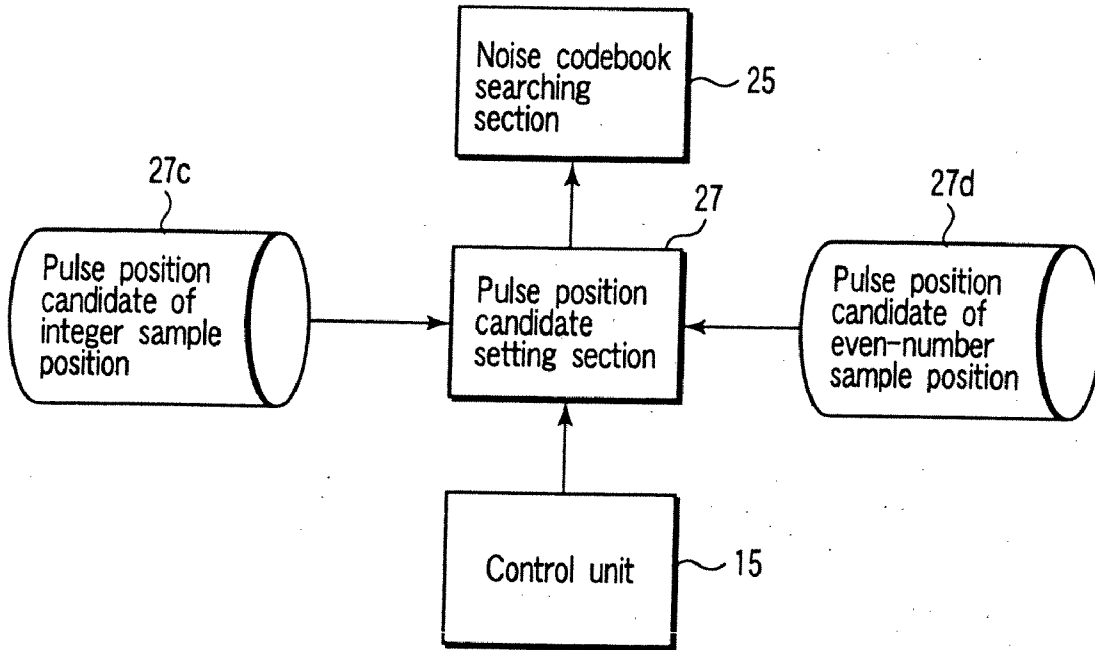 Noise codebook
searching
section
25
27c
27
27d
Pulse position
candidate of
integer sample
position
Pulse position
candidate
setting section
Pulse position
candidate of
even-number
sample position
Control unit
15